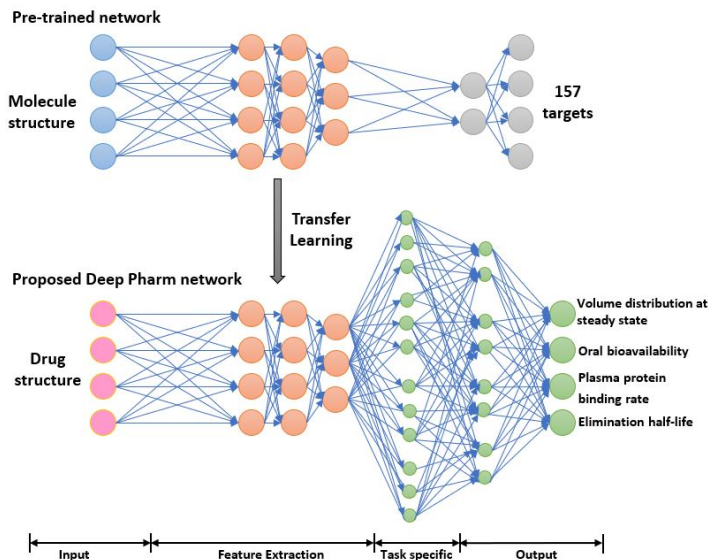 Pre-trained network
Molecule
structure
157
targets
Transfer
Learning
Proposed Deep Pharm network
Drug
structure
Volume distribution at
steady state
Oral bioavailability
Plasma protein
binding rate
Elimination half-life
Input
Feature Extraction
Task specific
Output